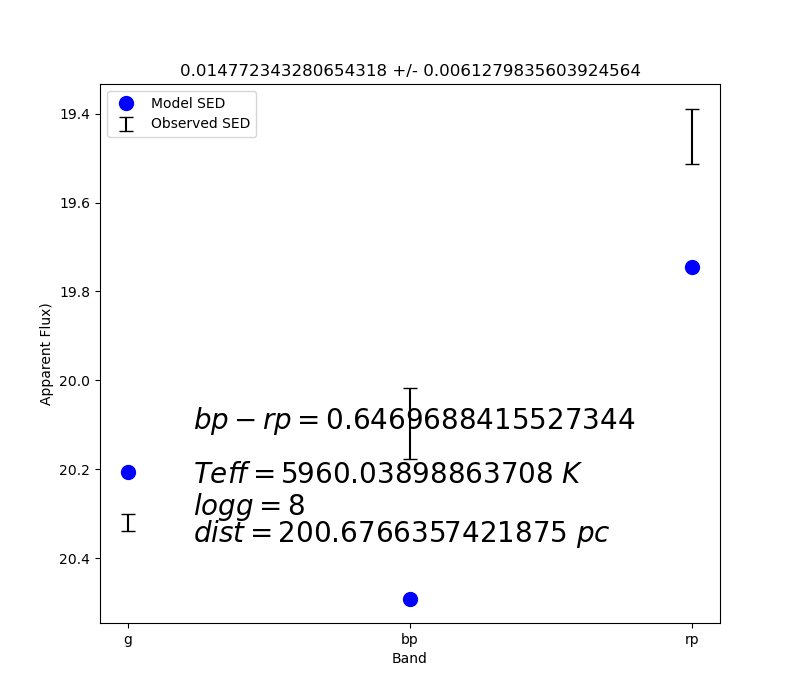 0.014772343280654318 +/- 0.0061279835603924564
Model SED
Observed SED
19.4
19.6
19.8
20.0
20.2
20.4
Apparent Flux)
bp − rp = 0.6469688415527344
Teff = 5960.03898863708 K
logg = 8
dist = 200.6766357421875 pc
g
bp
rp
Band